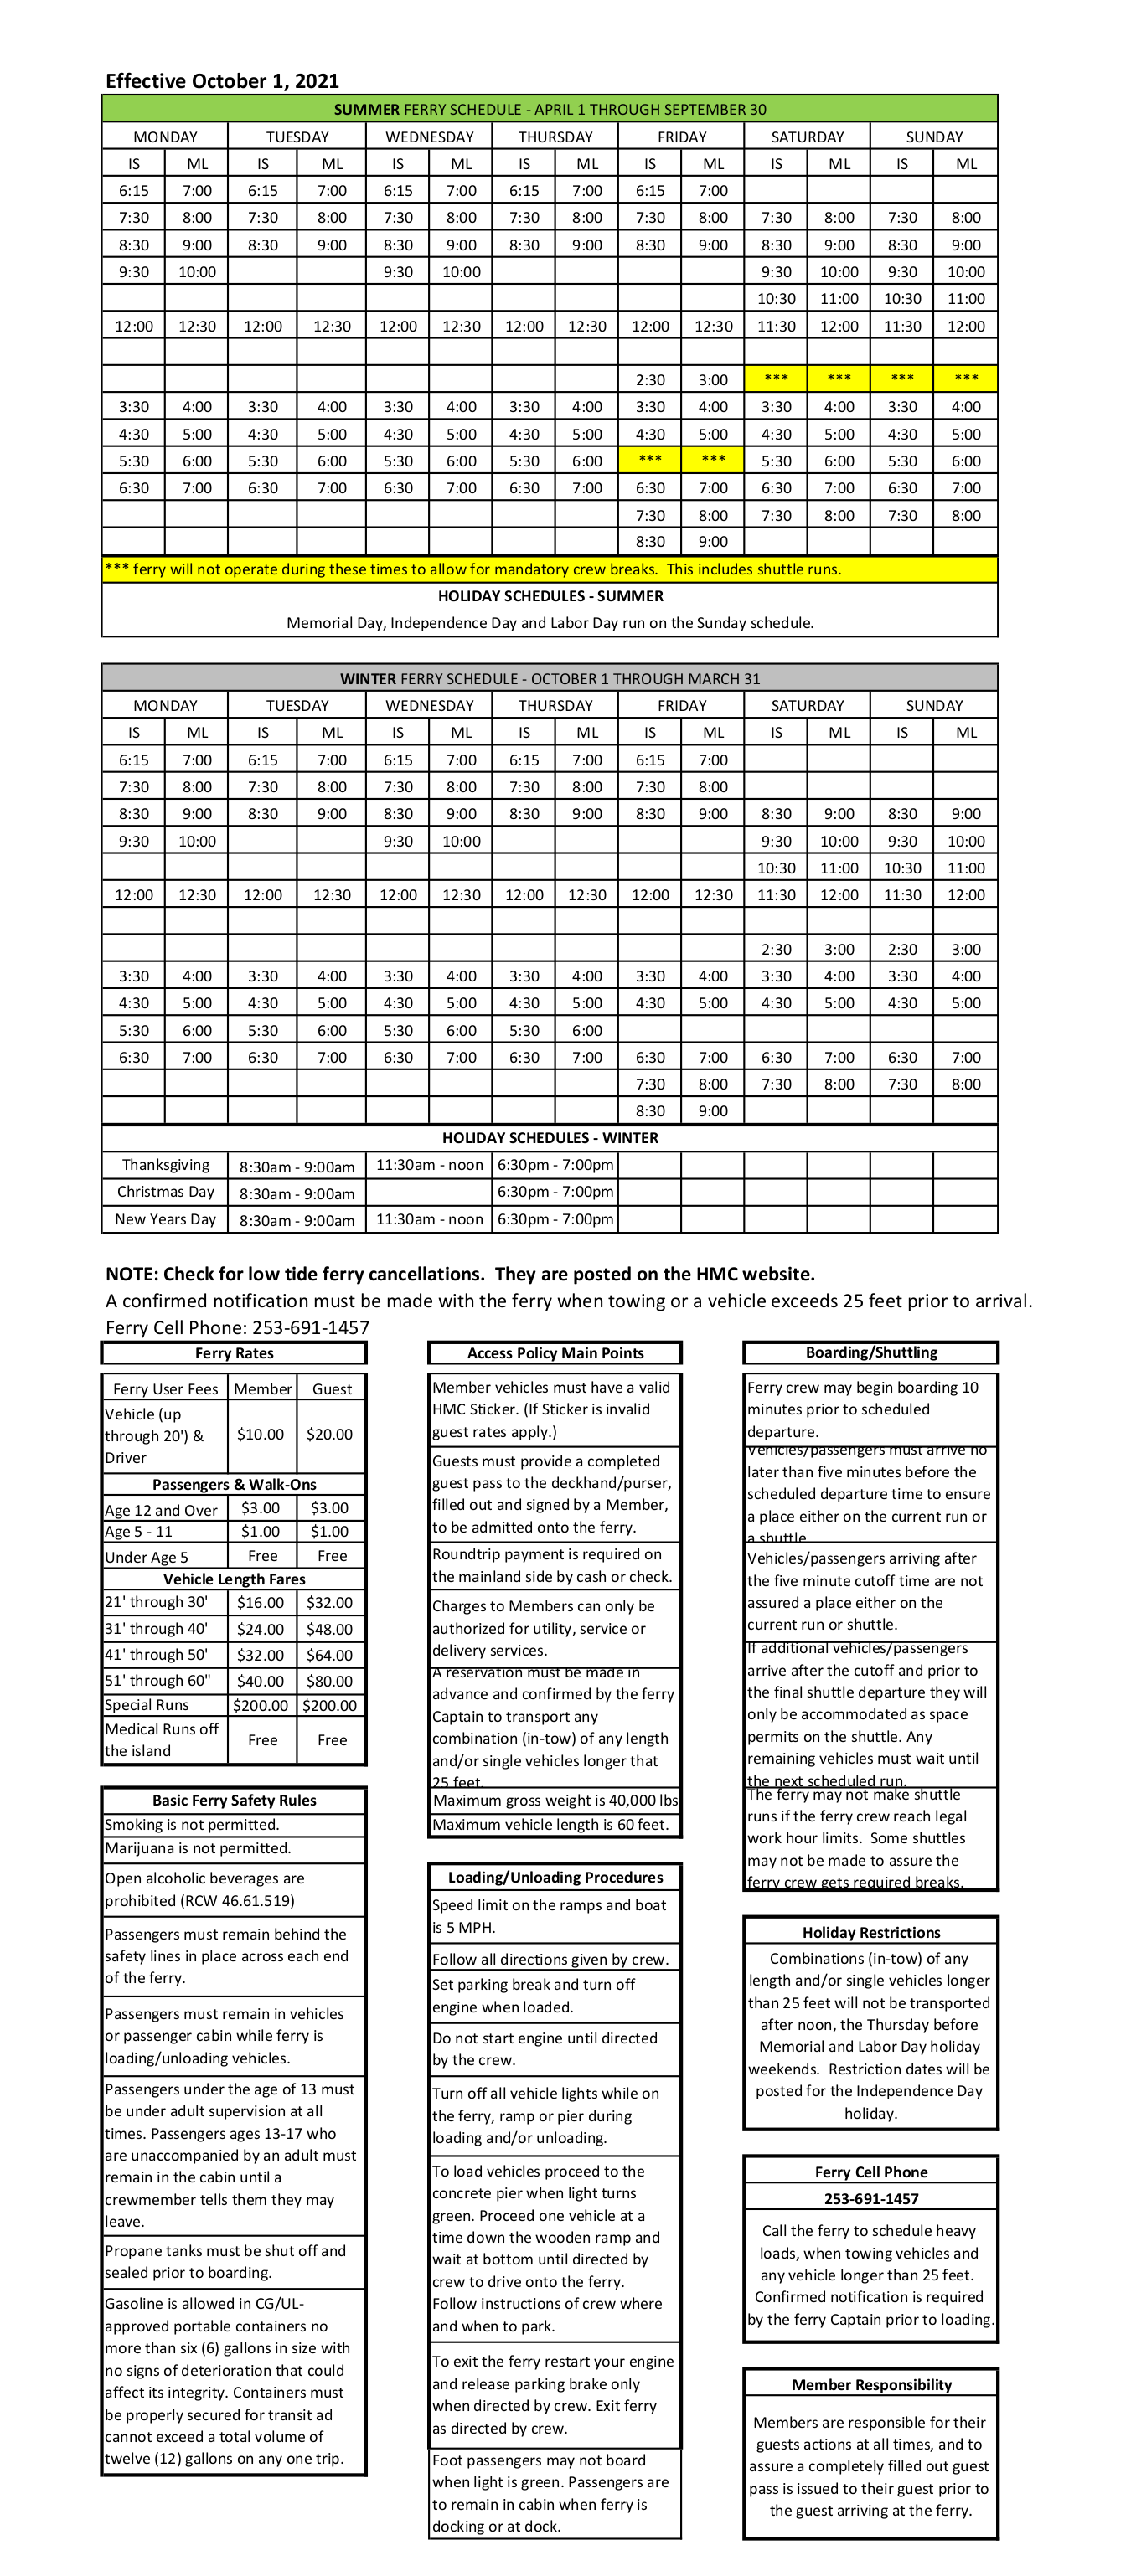 Effective October 1, 2021
SUMMER FERRY SCHEDULE - APRIL 1 THROUGH SEPTEMBER 30
MONDAY TUESDAY WEDNESDAY THURSDAY FRIDAY SATURDAY SUNDAY
IS ML IS ML IS ML IS ML IS ML IS ML IS ML
6:15 7:00 6:15 7:00 6:15 7:00 6:15 7:00 6:15 7:00
7:30 8:00 7:30 8:00 7:30 8:00 7:30 8:00 7:30 8:00 7:30 8:00 7:30 8:00
8:30 9:00 8:30 9:00 8:30 9:00 8:30 9:00 8:30 9:00 8:30 9:00 8:30 9:00
9:30 10:00 9:30 10:00 9:30 10:00 9:30 10:00
10:30 11:00 10:30 11:00
12:00 12:30 12:00 12:30 12:00 12:30 12:00 12:30 12:00 12:30 11:30 12:00 11:30 12:00
2:30 3:00 *** *** *** ***
3:30 4:00 3:30 4:00 3:30 4:00 3:30 4:00 3:30 4:00 3:30 4:00 3:30 4:00
4:30 5:00 4:30 5:00 4:30 5:00 4:30 5:00 4:30 5:00 4:30 5:00 4:30 5:00
5:30 6:00 5:30 6:00 5:30 6:00 5:30 6:00 *** *** 5:30 6:00 5:30 6:00
6:30 7:00 6:30 7:00 6:30 7:00 6:30 7:00 6:30 7:00 6:30 7:00 6:30 7:00
7:30 8:00 7:30 8:00 7:30 8:00
8:30 9:00
*** ferry will not operate during these times to allow for mandatory crew breaks. This includes shuttle runs.
HOLIDAY SCHEDULES - SUMMER
Memorial Day, Independence Day and Labor Day run on the Sunday schedule.
WINTER FERRY SCHEDULE - OCTOBER 1 THROUGH MARCH 31
MONDAY TUESDAY WEDNESDAY THURSDAY FRIDAY SATURDAY SUNDAY
IS ML IS ML IS ML IS ML IS ML IS ML IS ML
6:15 7:00 6:15 7:00 6:15 7:00 6:15 7:00 6:15 7:00
7:30 8:00 7:30 8:00 7:30 8:00 7:30 8:00 7:30 8:00
8:30 9:00 8:30 9:00 8:30 9:00 8:30 9:00 8:30 9:00 8:30 9:00 8:30 9:00
9:30 10:00 9:30 10:00 9:30 10:00 9:30 10:00
10:30 11:00 10:30 11:00
12:00 12:30 12:00 12:30 12:00 12:30 12:00 12:30 12:00 12:30 11:30 12:00 11:30 12:00
2:30 3:00 2:30 3:00
3:30 4:00 3:30 4:00 3:30 4:00 3:30 4:00 3:30 4:00 3:30 4:00 3:30 4:00
4:30 5:00 4:30 5:00 4:30 5:00 4:30 5:00 4:30 5:00 4:30 5:00 4:30 5:00
5:30 6:00 5:30 6:00 5:30 6:00 5:30 6:00
6:30 7:00 6:30 7:00 6:30 7:00 6:30 7:00 6:30 7:00 6:30 7:00 6:30 7:00
7:30 8:00 7:30 8:00 7:30 8:00
8:30 9:00
HOLIDAY SCHEDULES - WINTER
Thanksgiving 8:30am - 9:00am 11:30am - noon 6:30pm - 7:00pm
Christmas Day 8:30am - 9:00am 6:30pm - 7:00pm
New Years Day 8:30am - 9:00am 11:30am - noon 6:30pm - 7:00pm
NOTE: Check for low tide ferry cancellations. They are posted on the HMC website.
A confirmed notification must be made with the ferry when towing or a vehicle exceeds 25 feet prior to arrival.
Ferry Cell Phone: 253-691-1457
Ferry Rates
Ferry User Fees Member Guest
Vehicle (up
through 20') &
Driver
$10.00 $20.00
Passengers & Walk-Ons
Age 12 and Over $3.00 $3.00
Age 5 - 11 $1.00 $1.00
Under Age 5 Free Free
Vehicle Length Fares
21' through 30' $16.00 $32.00
31' through 40' $24.00 $48.00
41' through 50' $32.00 $64.00
51' through 60" $40.00 $80.00
Special Runs $200.00 $200.00
Medical Runs off
the island
Free Free
Basic Ferry Safety Rules
Smoking is not permitted.
Marijuana is not permitted.
Open alcoholic beverages are
prohibited (RCW 46.61.519)
Passengers must remain behind the
safety lines in place across each end
of the ferry.
Passengers must remain in vehicles
or passenger cabin while ferry is
loading/unloading vehicles.
Passengers under the age of 13 must
be under adult supervision at all
times. Passengers ages 13-17 who
are unaccompanied by an adult must
remain in the cabin until a
crewmember tells them they may
leave.
Propane tanks must be shut off and
sealed prior to boarding.
Gasoline is allowed in CG/UL-
approved portable containers no
more than six (6) gallons in size with
no signs of deterioration that could
affect its integrity. Containers must
be properly secured for transit ad
cannot exceed a total volume of
twelve (12) gallons on any one trip.
Access Policy Main Points
Member vehicles must have a valid
HMC Sticker. (If Sticker is invalid
guest rates apply.)
Guests must provide a completed
guest pass to the deckhand/purser,
filled out and signed by a Member,
to be admitted onto the ferry.
Roundtrip payment is required on
the mainland side by cash or check.
Charges to Members can only be
authorized for utility, service or
delivery services.
A reservation must be made in
advance and confirmed by the ferry
Captain to transport any
combination (in-tow) of any length
and/or single vehicles longer that
25 feet.
Maximum gross weight is 40,000 lbs
Maximum vehicle length is 60 feet.
Loading/Unloading Procedures
Speed limit on the ramps and boat
is 5 MPH.
Follow all directions given by crew.
Set parking break and turn off
engine when loaded.
Do not start engine until directed
by the crew.
Turn off all vehicle lights while on
the ferry, ramp or pier during
loading and/or unloading.
To load vehicles proceed to the
concrete pier when light turns
green. Proceed one vehicle at a
time down the wooden ramp and
wait at bottom until directed by
crew to drive onto the ferry.
Follow instructions of crew where
and when to park.
To exit the ferry restart your engine
and release parking brake only
when directed by crew. Exit ferry
as directed by crew.
Foot passengers may not board
when light is green. Passengers are
to remain in cabin when ferry is
docking or at dock.
Boarding/Shuttling
Ferry crew may begin boarding 10
minutes prior to scheduled
departure.
Vehicles/passengers must arrive no
later than five minutes before the
scheduled departure time to ensure
a place either on the current run or
a shuttle.
Vehicles/passengers arriving after
the five minute cutoff time are not
assured a place either on the
current run or shuttle.
If additional vehicles/passengers
arrive after the cutoff and prior to
the final shuttle departure they will
only be accommodated as space
permits on the shuttle. Any
remaining vehicles must wait until
the next scheduled run.
The ferry may not make shuttle
runs if the ferry crew reach legal
work hour limits. Some shuttles
may not be made to assure the
ferry crew gets required breaks.
Holiday Restrictions
Combinations (in-tow) of any
length and/or single vehicles longer
than 25 feet will not be transported
after noon, the Thursday before
Memorial and Labor Day holiday
weekends. Restriction dates will be
posted for the Independence Day
holiday.
Ferry Cell Phone
253-691-1457
Call the ferry to schedule heavy
loads, when towing vehicles and
any vehicle longer than 25 feet.
Confirmed notification is required
by the ferry Captain prior to loading.
Member Responsibility
Members are responsible for their
guests actions at all times, and to
assure a completely filled out guest
pass is issued to their guest prior to
the guest arriving at the ferry.